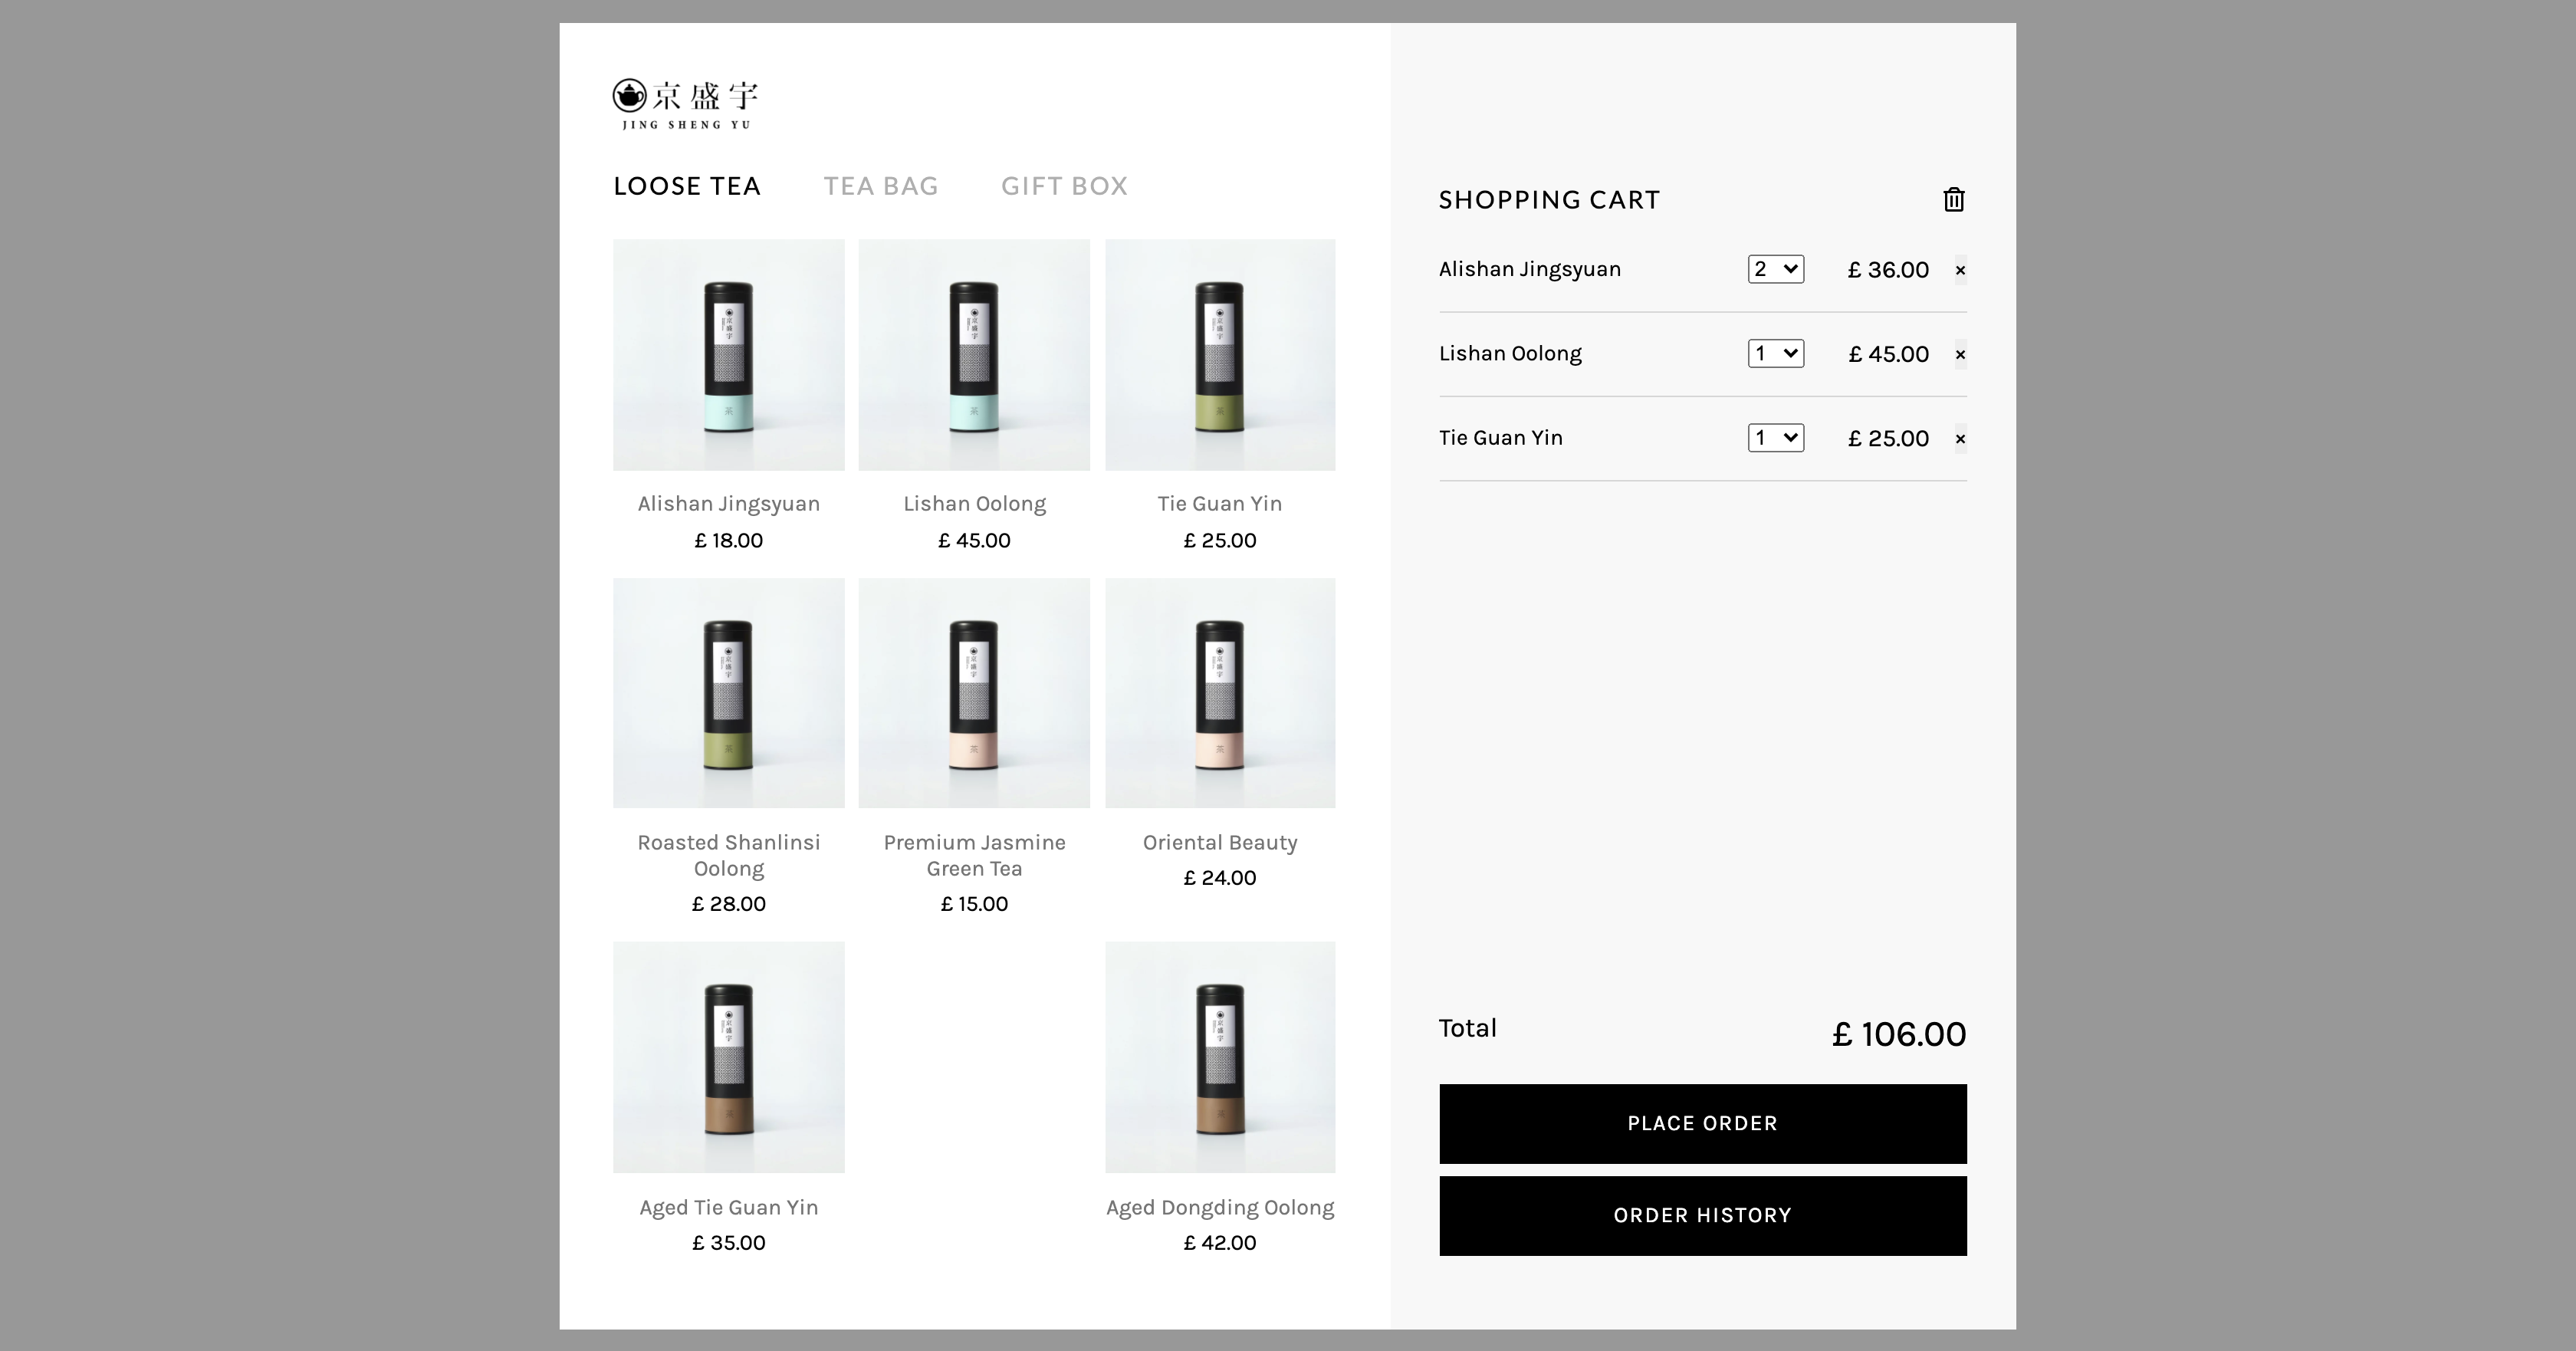 京盛宇
JING SHENG YU
LOOSE TEA TEA BAG GIFT BOX
Alishan Jingsyuan
£ 18.00
Lishan Oolong
£ 45.00
Tie Guan Yin
£ 25.00
Roasted Shanlinsi
Oolong
£ 28.00
Premium Jasmine
Green Tea
£ 15.00
Oriental Beauty
£ 24.00
Aged Tie Guan Yin
£ 35.00
Aged Dongding Oolong
£ 42.00
SHOPPING CART
Alishan Jingsyuan 2 £ 36.00 ×
Lishan Oolong 1 £ 45.00 ×
Tie Guan Yin 1 £ 25.00 ×
Total £ 106.00
PLACE ORDER
ORDER HISTORY